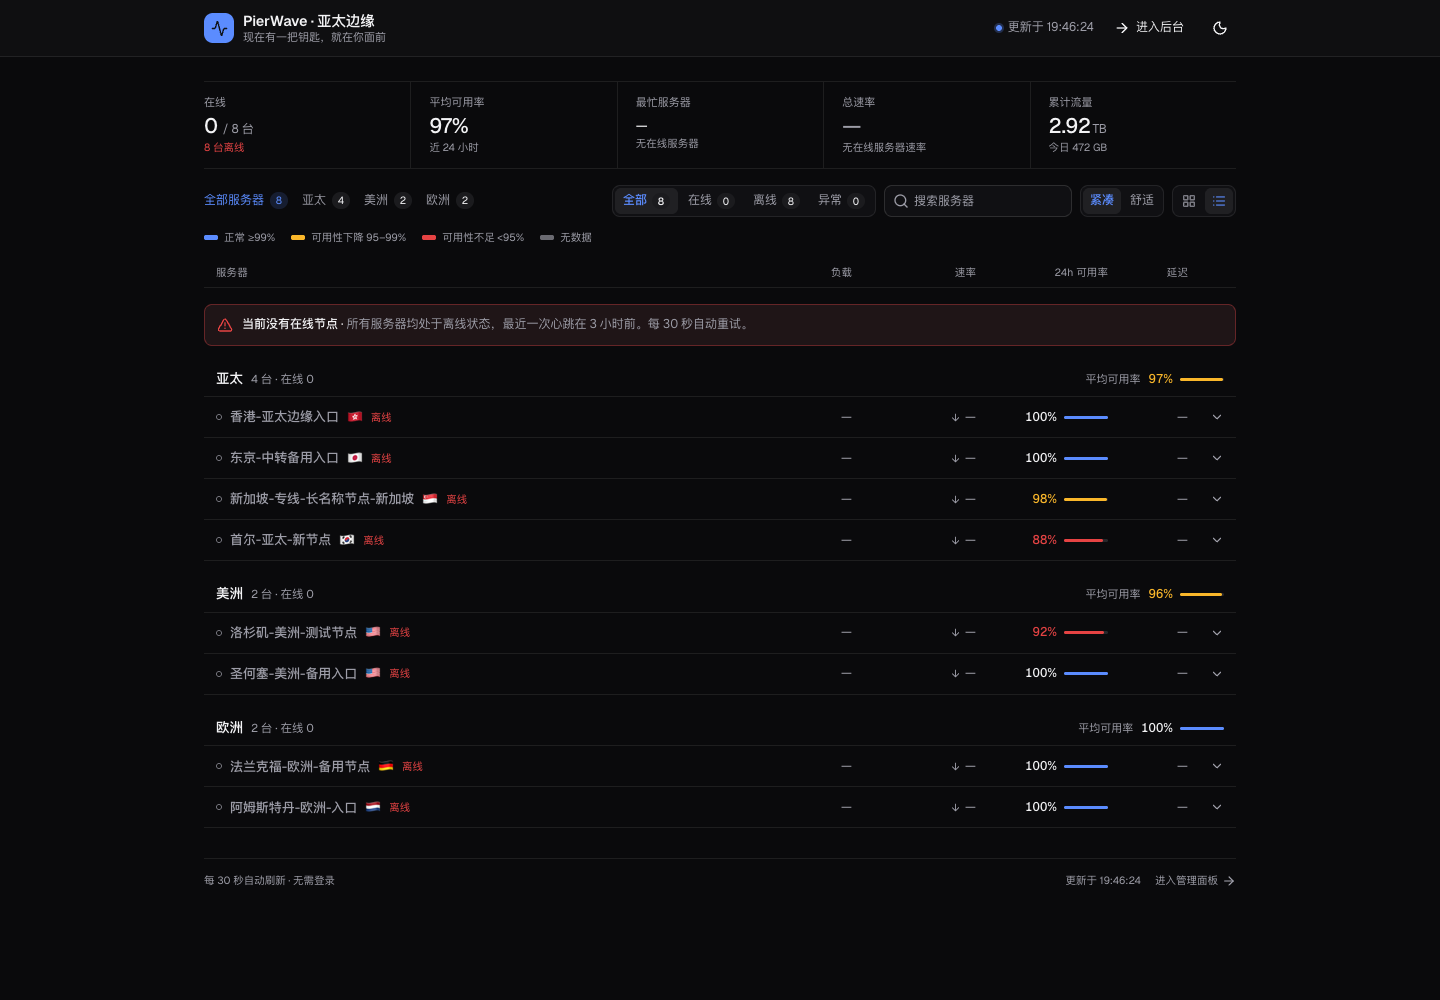 PierWave · 亚太边缘
现在有一把钥匙，就在你面前
更新于 19:46:24
进入后台
在线
0 / 8 台
8 台离线
平均可用率
97%
近 24 小时
最忙服务器
—
无在线服务器
总速率
—
无在线服务器速率
累计流量
2.92 TB
今日 472 GB
全部服务器 8 亚太 4 美洲 2 欧洲 2
全部 8 在线 0 离线 8 异常 0
搜索服务器
紧凑 舒适
正常 ≥99% 可用性下降 95–99% 可用性不足 <95% 无数据
服务器 负载 速率 24h 可用率 延迟
当前没有在线节点 · 所有服务器均处于离线状态，最近一次心跳在 3 小时前。每 30 秒自动重试。
亚太 4 台 · 在线 0 平均可用率 97%
香港-亚太边缘入口 离线 — ↓ — 100% —
东京-中转备用入口 离线 — ↓ — 100% —
新加坡-专线-长名称节点-新加坡 离线 — ↓ — 98% —
首尔-亚太-新节点 离线 — ↓ — 88% —
美洲 2 台 · 在线 0 平均可用率 96%
洛杉矶-美洲-测试节点 离线 — ↓ — 92% —
圣何塞-美洲-备用入口 离线 — ↓ — 100% —
欧洲 2 台 · 在线 0 平均可用率 100%
法兰克福-欧洲-备用节点 离线 — ↓ — 100% —
阿姆斯特丹-欧洲-入口 离线 — ↓ — 100% —
每 30 秒自动刷新 · 无需登录
更新于 19:46:24 进入管理面板 →